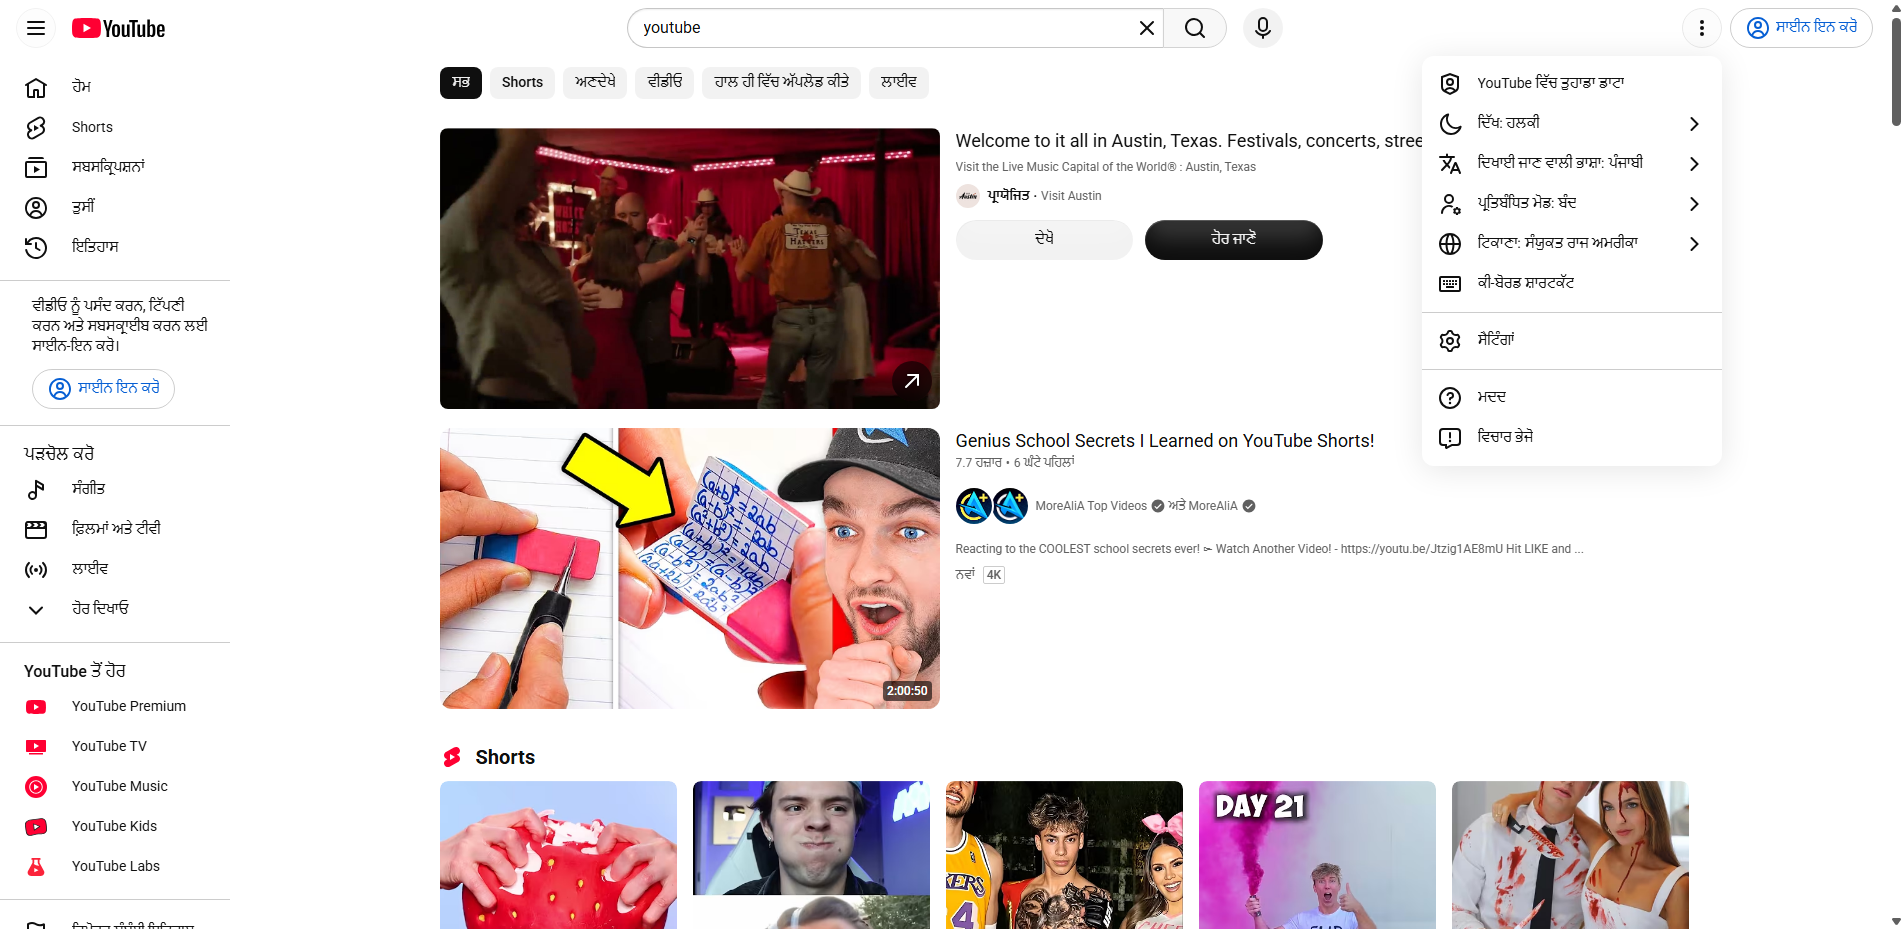 YouTube
youtube
ਸਾਈਨ ਇਨ ਕਰੋ
ਹੋਮ
Shorts
ਸਬਸਕ੍ਰਿਪਸ਼ਨਾਂ
ਤੁਸੀਂ
ਇਤਿਹਾਸ
ਵੀਡੀਓ ਨੂੰ ਪਸੰਦ ਕਰਨ, ਟਿੱਪਣੀ
ਕਰਨ ਅਤੇ ਸਬਸਕ੍ਰਾਈਬ ਕਰਨ ਲਈ
ਸਾਈਨ-ਇਨ ਕਰੋ।
ਸਾਈਨ ਇਨ ਕਰੋ
ਪੜਚੋਲ ਕਰੋ
ਸੰਗੀਤ
ਫ਼ਿਲਮਾਂ ਅਤੇ ਟੀਵੀ
ਲਾਈਵ
ਹੋਰ ਦਿਖਾਓ
YouTube ਤੋਂ ਹੋਰ
YouTube Premium
YouTube TV
YouTube Music
YouTube Kids
YouTube Labs
ਸਭ Shorts ਅਣਦੇਖੇ ਵੀਡੀਓ ਹਾਲ ਹੀ ਵਿੱਚ ਅੱਪਲੋਡ ਕੀਤੇ ਲਾਈਵ
Welcome to it all in Austin, Texas. Festivals, concerts, stree
Visit the Live Music Capital of the World® : Austin, Texas
ਪ੍ਰਾਯੋਜਿਤ • Visit Austin
ਦੇਖੋ
ਹੋਰ ਜਾਣੋ
Genius School Secrets I Learned on YouTube Shorts!
7.7 ਹਜ਼ਾਰ • 6 ਘੰਟੇ ਪਹਿਲਾਂ
MoreAliA Top Videos ਅਤੇ MoreAliA
Reacting to the COOLEST school secrets ever! ➣ Watch Another Video! - https://youtu.be/Jtzig1AE8mU Hit LIKE and ...
ਨਵਾਂ 4K
2:00:50
Shorts
DAY 21
YouTube ਵਿੱਚ ਤੁਹਾਡਾ ਡਾਟਾ
ਦਿੱਖ: ਹਲਕੀ
ਦਿਖਾਈ ਜਾਣ ਵਾਲੀ ਭਾਸ਼ਾ: ਪੰਜਾਬੀ
ਪ੍ਰਤਿਬੰਧਿਤ ਮੋਡ: ਬੰਦ
ਟਿਕਾਣਾ: ਸੰਯੁਕਤ ਰਾਜ ਅਮਰੀਕਾ
ਕੀ-ਬੋਰਡ ਸ਼ਾਰਟਕੱਟ
ਸੈਟਿੰਗਾਂ
ਮਦਦ
ਵਿਚਾਰ ਭੇਜੋ